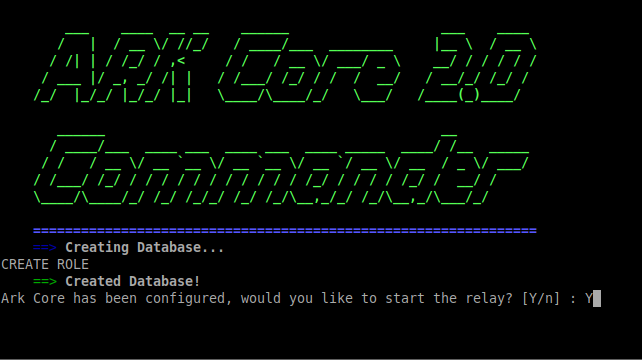 ARK Core 2.0
Commander
==> Creating Database...
CREATE ROLE
==> Created Database!
Ark Core has been configured, would you like to start the relay? [Y/n] : Y